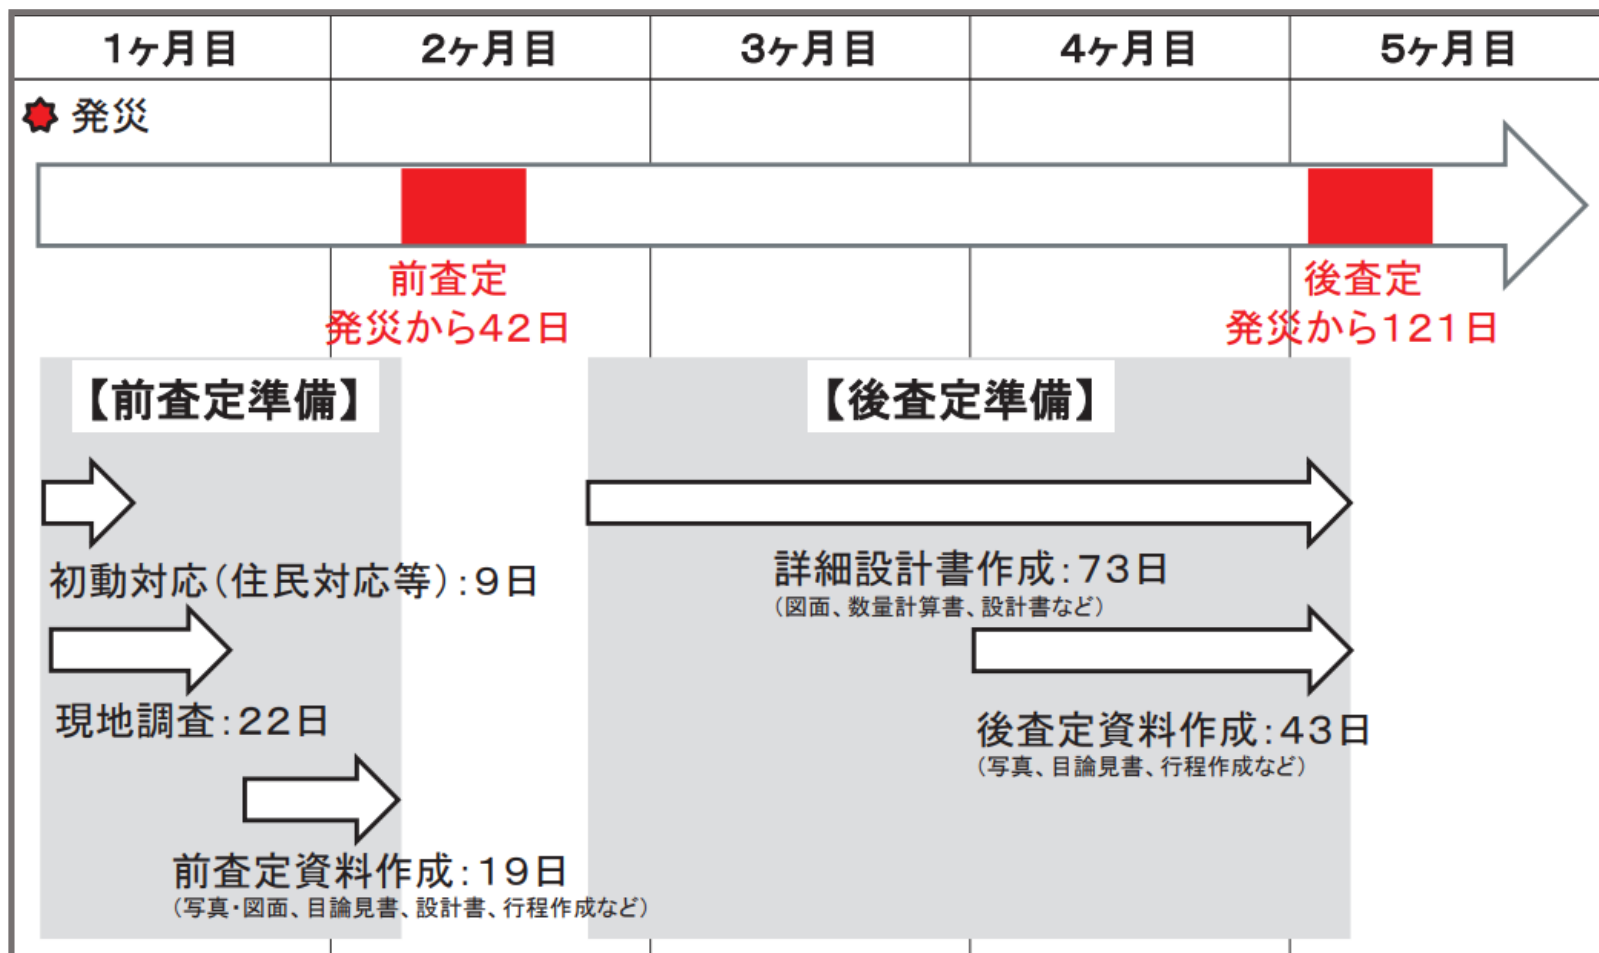 1ヶ月目
2ヶ月目
3ヶ月目
4ヶ月目
5ヶ月目
発災
前査定
発災から42日
後査定
発災から121日
【前査定準備】
【後査定準備】
初動対応(住民対応等):9日
詳細設計書作成:73日
(図面、数量計算書、設計書など)
現地調査:22日
後査定資料作成:43日
(写真、目論見書、行程作成など)
前査定資料作成:19日
(写真・図面、目論見書、設計書、行程作成など)